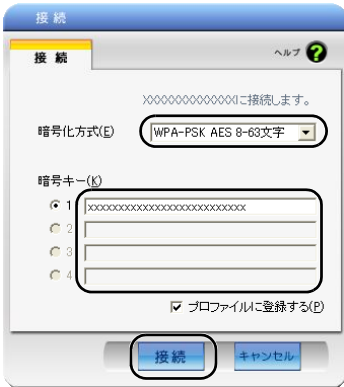 接続
接続
ヘルプ ?
XXXXXXXXXXXXXに接続します。
暗号化方式(E) WPA-PSK AES 8-63文字
暗号キー(K)
1 xxxxxxxxxxxxxxxxxxxxxxxxxx
2
3
4
プロファイルに登録する(P)
接続 キャンセル